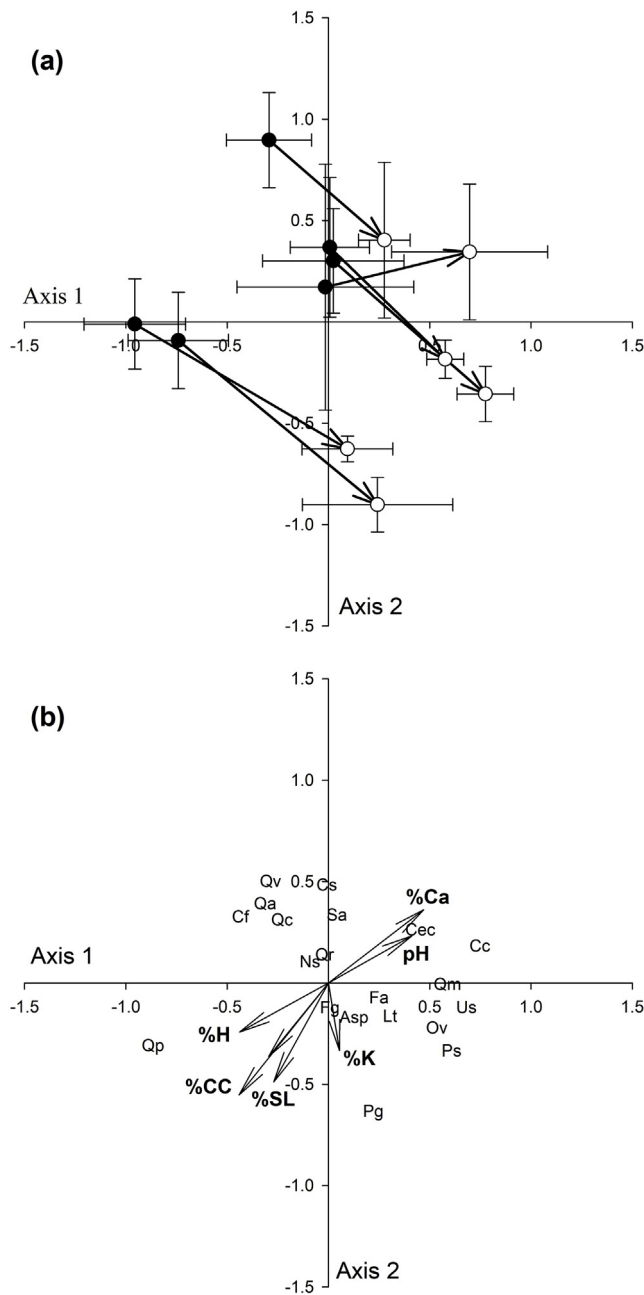 1.5
(a)
1.0
0.5
Axis 1
-1.5 -1.0 -0.5 0.5 1.0 1.5
-0.5
-1.0
Axis 2
-1.5
1.5
(b)
1.0
Qv 0.5 Cs
Qa %Ca
Cf Qc Sa
Cec
Axis 1 Qr pH Cc
Ns
-1.5 -1.0 -0.5 Qm 0.5 1.0 1.5
Fa
Fg Us
Asp Lt
%H Ov
Qp %K Ps
-0.5
%CC %SL
Pg
-1.0
Axis 2
-1.5